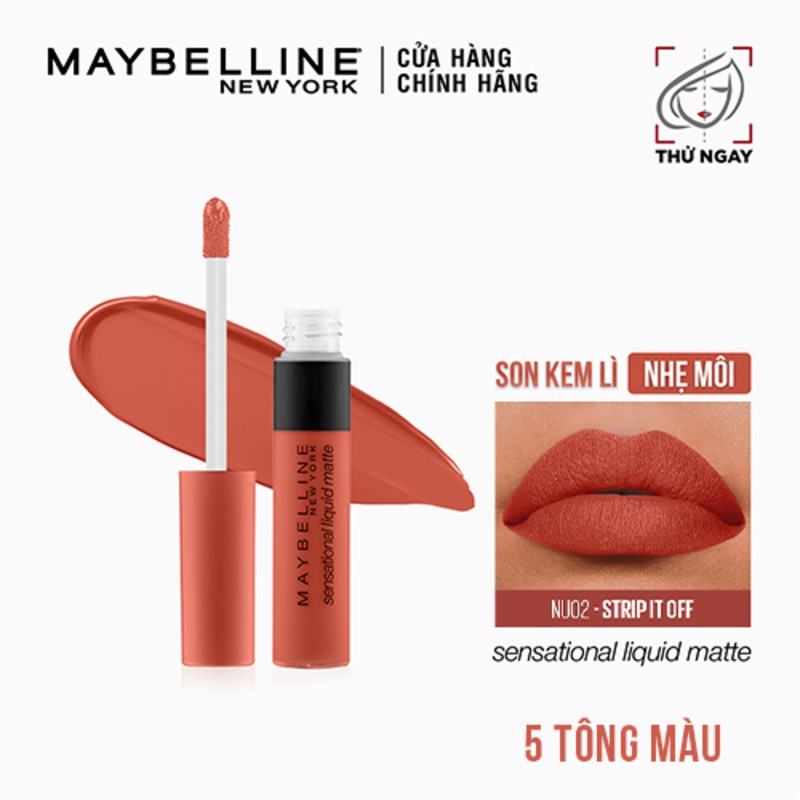 MAYBELLINE
NEW YORK
CỬA HÀNG
CHÍNH HÃNG
THỬ NGAY
MAYBELLINE
NEW YORK
sensational liquid matte
SON KEM LÌ NHẸ MÔI
NU02 - STRIP IT OFF
sensational liquid matte
5 TÔNG MÀU